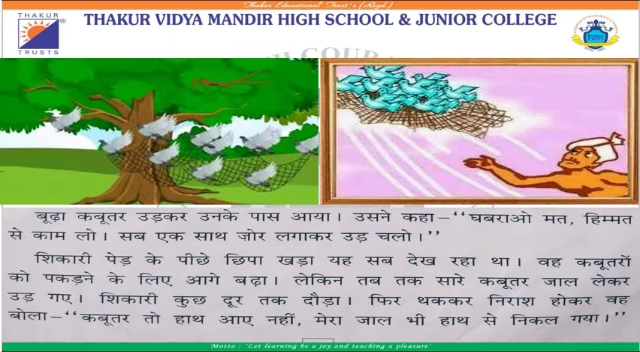 Thakur Educational Trust's (Regd.)
THAKUR VIDYA MANDIR HIGH SCHOOL & JUNIOR COLLEGE
THAKUR
TRUSTS
बूढ़ा कबूतर उड़कर उनके पास आया। उसने कहा–‘‘घबराओ मत, हिम्मत
से काम लो। सब एक साथ जोर लगाकर उड़ चलो।’’
शिकारी पेड़ के पीछे छिपा खड़ा यह सब देख रहा था। वह कबूतरों
को पकड़ने के लिए आगे बढ़ा। लेकिन तब तक सारे कबूतर जाल लेकर
उड़ गए। शिकारी कुछ दूर तक दौड़ा। फिर थककर निराश होकर वह
बोला–‘‘कबूतर तो हाथ आए नहीं, मेरा जाल भी हाथ से निकल गया।’’
Motto : 'Let learning be a joy and teaching a pleasure'